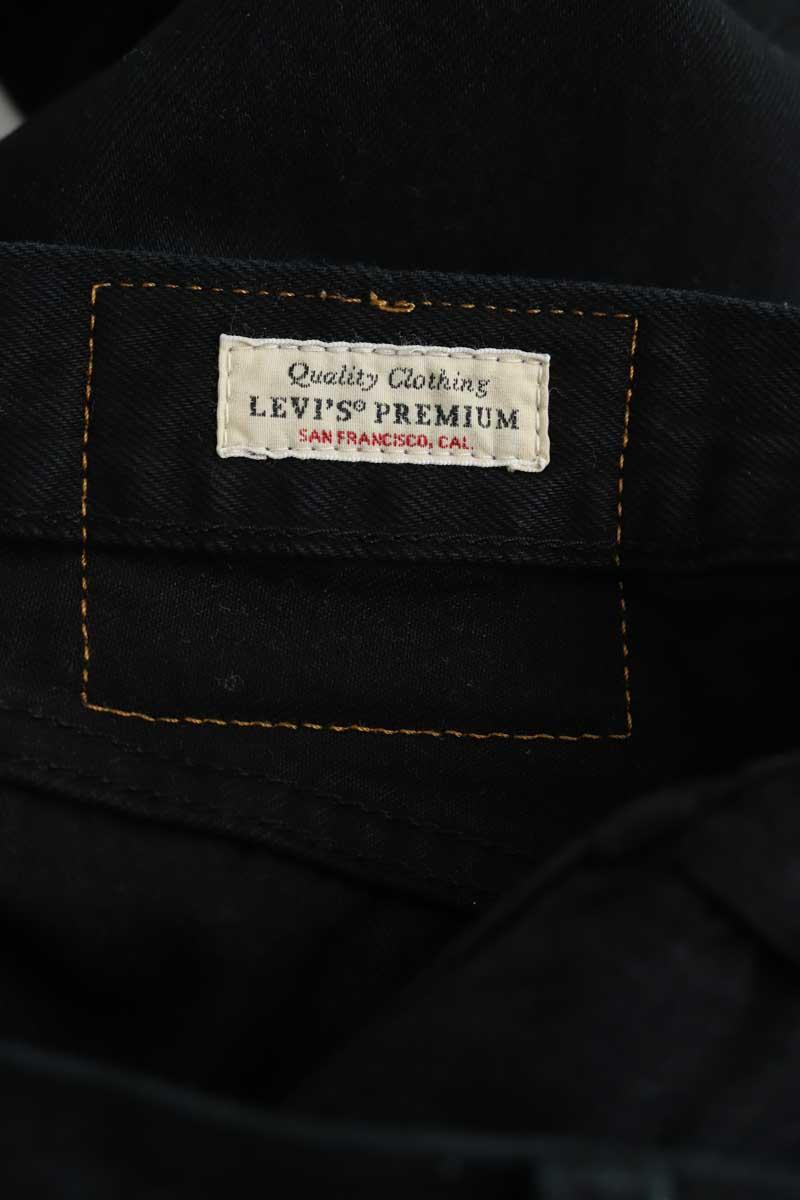 Quality Clothing
LEVI'S® PREMIUM
SAN FRANCISCO, CAL.